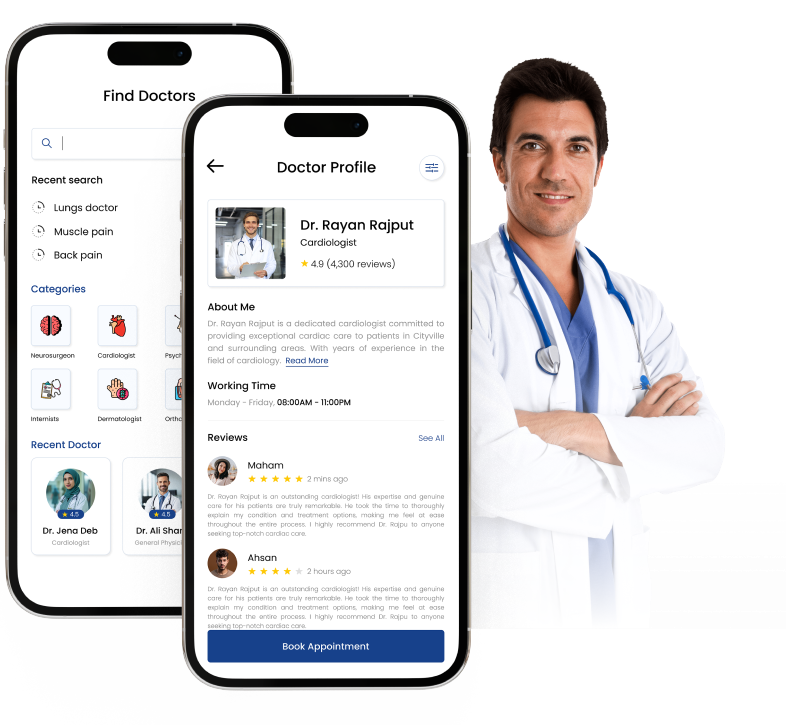 Find Doctors
Recent search
Lungs doctor
Muscle pain
Back pain
Categories
Neurosurgeon
Cardiologist
Internists
Dermatologist
Recent Doctor
4.5
4.5
Dr. Jena Deb
Dr. Ali
Cardiologist
General
Doctor Profile
Dr. Rayan Rajput
Cardiologist
4.9 (4,300 reviews)
About Me
Dr. Rayan Rajput is a dedicated cardiologist committed to
providing exceptional cardiac care to patients in Cityville
and surrounding areas. With years of experience in the
field of cardiology. Read More
Working Time
Monday - Friday, 08:00AM - 11:00PM
Reviews See All
Maham
2 mins ago
Dr. Rayan Rajput is an outstanding cardiologist! His expertise and genuine
care for his patients are truly remarkable. He took the time to thoroughly
explain my condition and treatment options, making me feel at ease
throughout the entire process. I highly recommend Dr. Rajpu to anyone
seeking top-notch cardiac care.
Ahsan
2 hours ago
Dr. Rayan Rajput is an outstanding cardiologist! His expertise and genuine
care for his patients are truly remarkable. He took the time to thoroughly
explain my condition and treatment options, making me feel at ease
throughout the entire process. I highly recommend Dr. Rajpu to anyone
seeking top-notch cardiac care.
Book Appointment